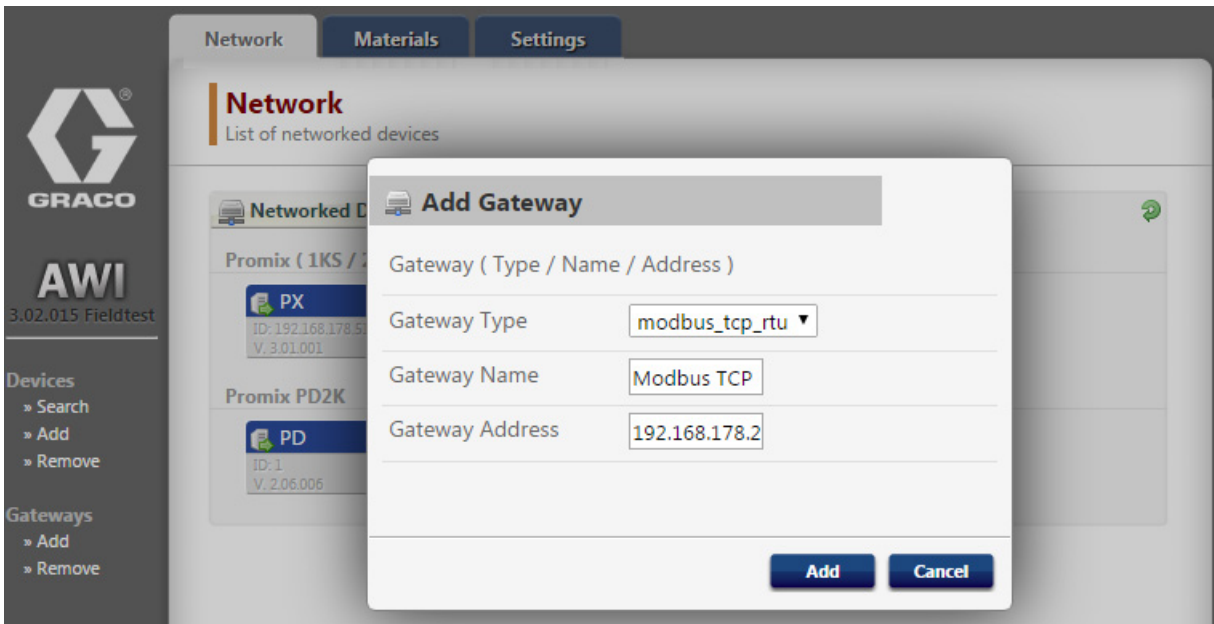 Network
Materials
Settings
®
GRACO
AWI
3.02.015 Fieldtest
Devices
» Search
» Add
» Remove
Gateways
» Add
» Remove
Network
List of networked devices
Networked D
Promix ( 1KS / 2
PX
ID: 192.168.178.5
V. 3.01.001
Promix PD2K
PD
ID: 1
V. 2.06.006
Add Gateway
Gateway ( Type / Name / Address )
Gateway Type modbus_tcp_rtu
Gateway Name Modbus TCP
Gateway Address 192.168.178.2
Add Cancel